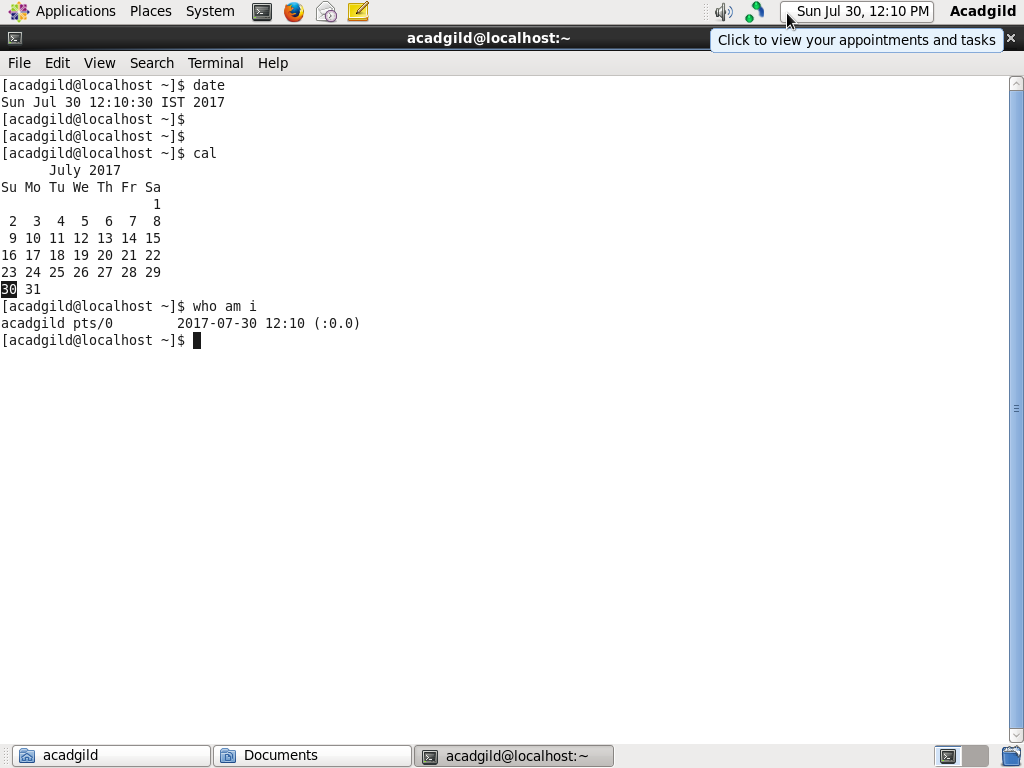 Applications Places System Sun Jul 30, 12:10 PM Acadgild
acadgild@localhost:~
Click to view your appointments and tasks
File Edit View Search Terminal Help
[acadgild@localhost ~]$ date
Sun Jul 30 12:10:30 IST 2017
[acadgild@localhost ~]$
[acadgild@localhost ~]$
[acadgild@localhost ~]$ cal
      July 2017
Su Mo Tu We Th Fr Sa
                   1
 2  3  4  5  6  7  8
 9 10 11 12 13 14 15
16 17 18 19 20 21 22
23 24 25 26 27 28 29
30 31
[acadgild@localhost ~]$ who am i
acadgild pts/0        2017-07-30 12:10 (:0.0)
[acadgild@localhost ~]$
acadgild Documents acadgild@localhost:~